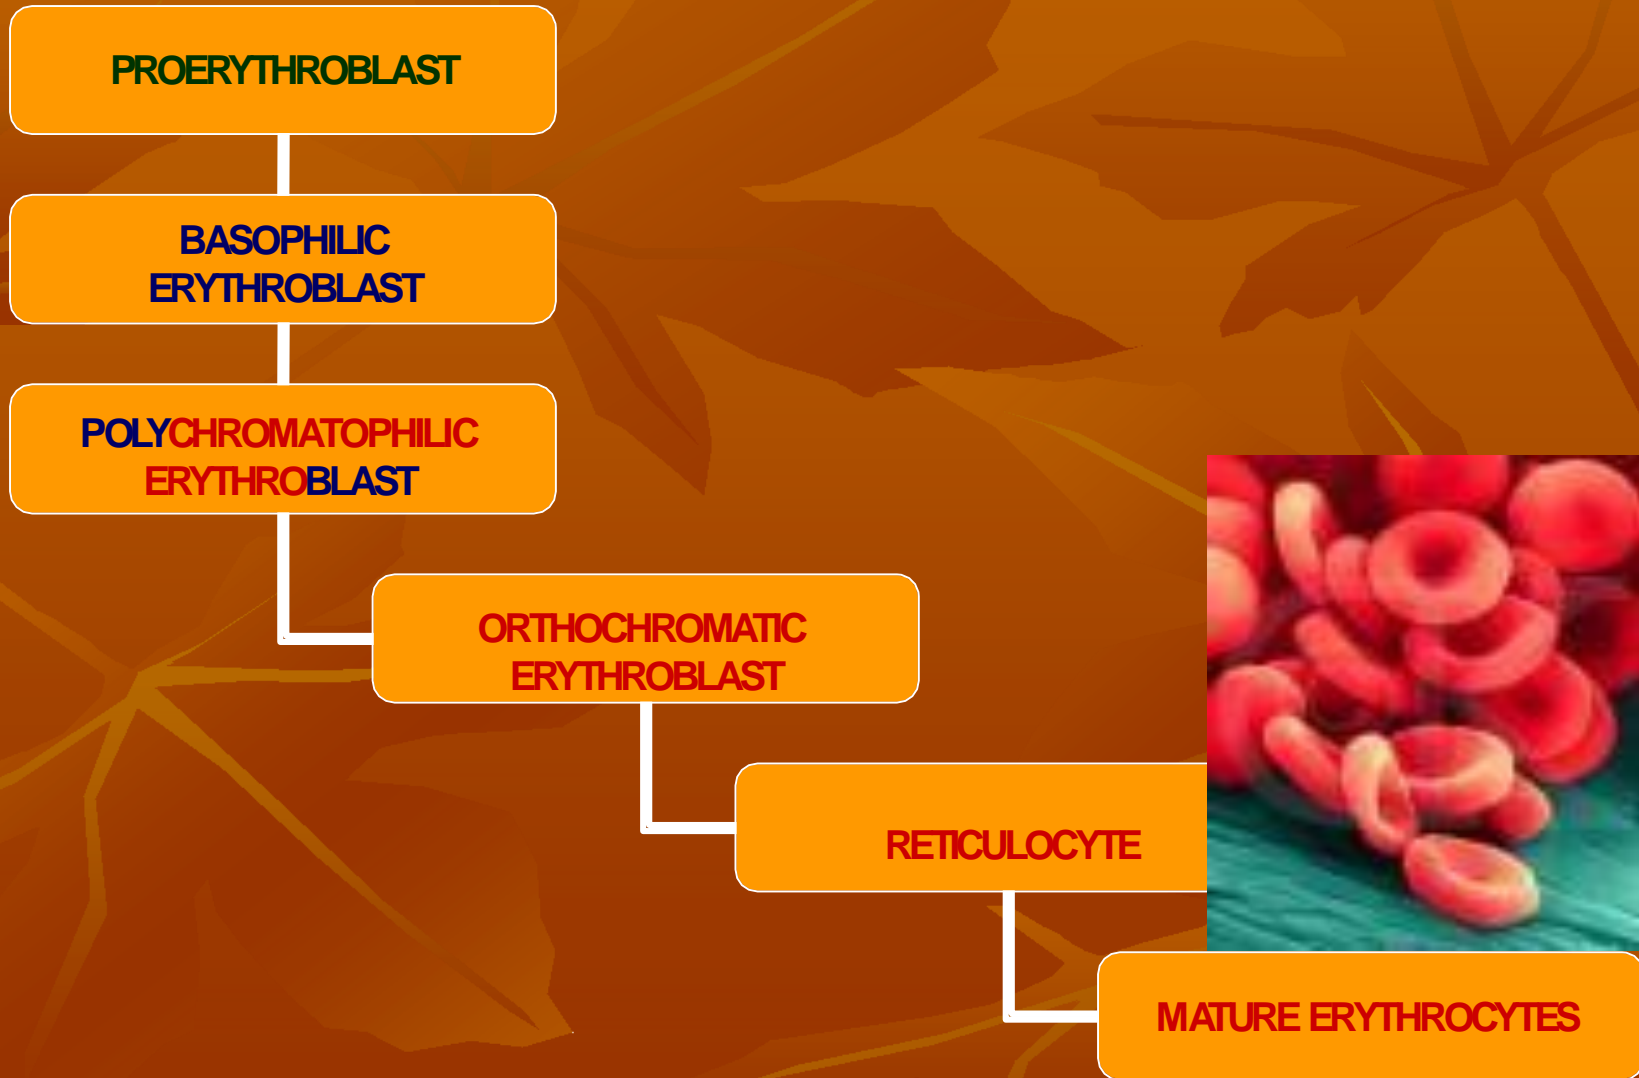 PROERYTHROBLAST
BASOPHILIC
ERYTHROBLAST
POLYCHROMATOPHILIC
ERYTHROBLAST
ORTHOCHROMATIC
ERYTHROBLAST
RETICULOCYTE
MATURE ERYTHROCYTES